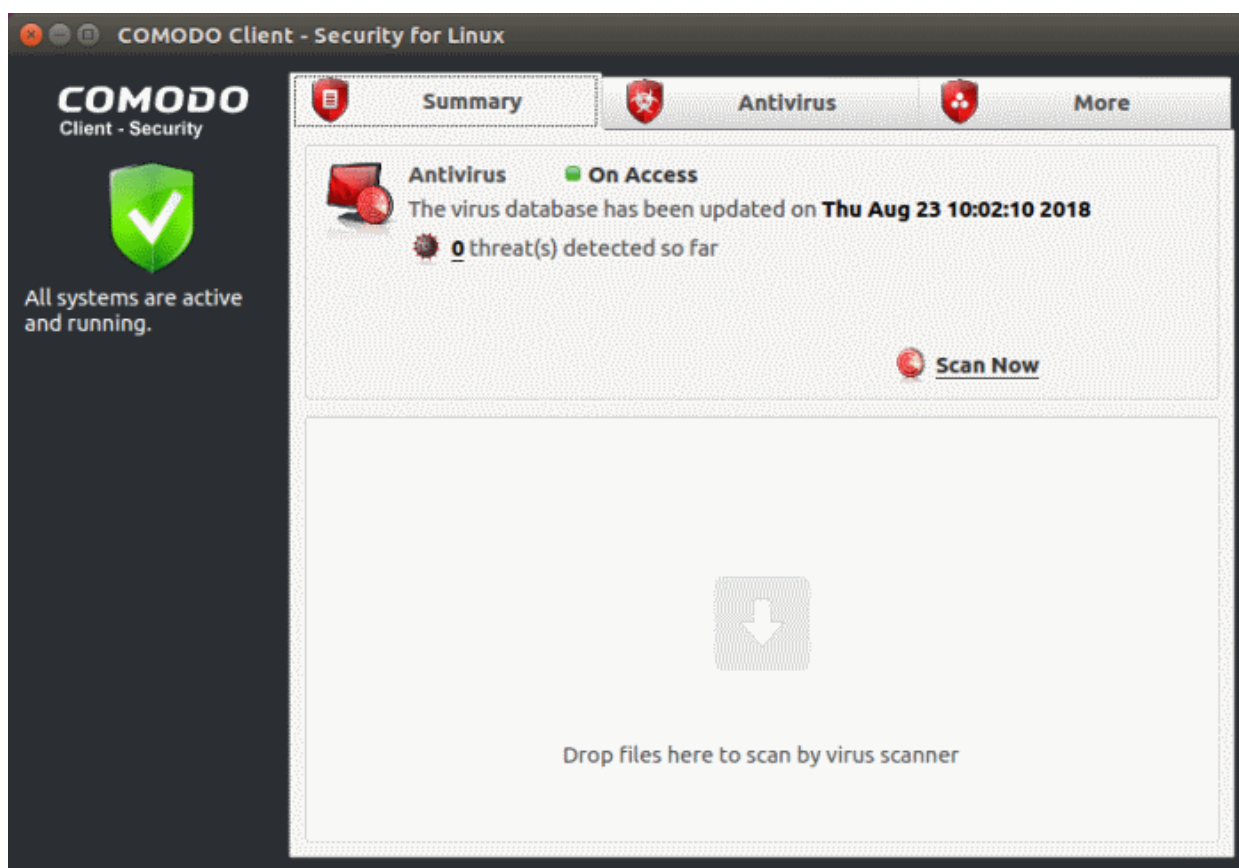 COMODO Client - Security for Linux
COMODO
Client - Security
All systems are active
and running.
Summary
Antivirus
More
Antivirus On Access
The virus database has been updated on Thu Aug 23 10:02:10 2018
0 threat(s) detected so far
Scan Now
Drop files here to scan by virus scanner